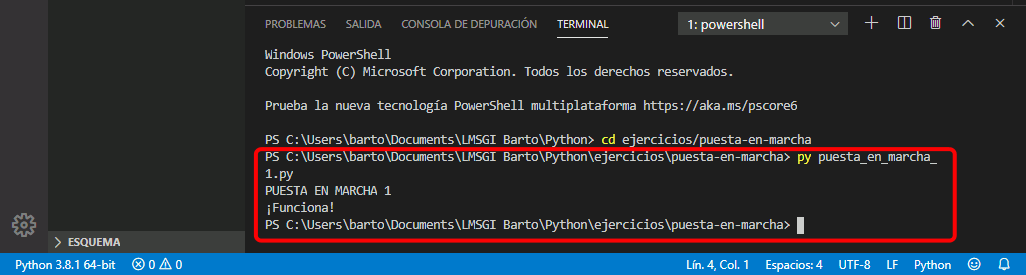 PROBLEMAS SALIDA CONSOLA DE DEPURACIÓN TERMINAL 1: powershell
Windows PowerShell
Copyright (C) Microsoft Corporation. Todos los derechos reservados.
Prueba la nueva tecnología PowerShell multiplataforma https://aka.ms/pscore6
PS C:\Users\barto\Documents\LMSGI Barto\Python> cd ejercicios/puesta-en-marcha
PS C:\Users\barto\Documents\LMSGI Barto\Python\ejercicios\puesta-en-marcha> py puesta_en_marcha_
1.py
PUESTA EN MARCHA 1
¡Funciona!
PS C:\Users\barto\Documents\LMSGI Barto\Python\ejercicios\puesta-en-marcha>
ESQUEMA
Python 3.8.1 64-bit 0 0 Lín. 4, Col. 1 Espacios: 4 UTF-8 LF Python